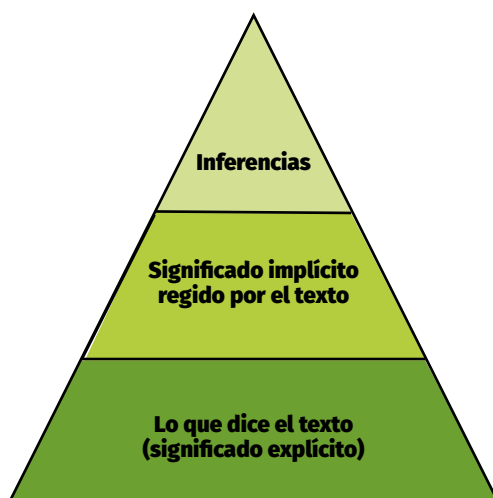 Inferencias
Significado implícito
regido por el texto
Lo que dice el texto
(significado explícito)